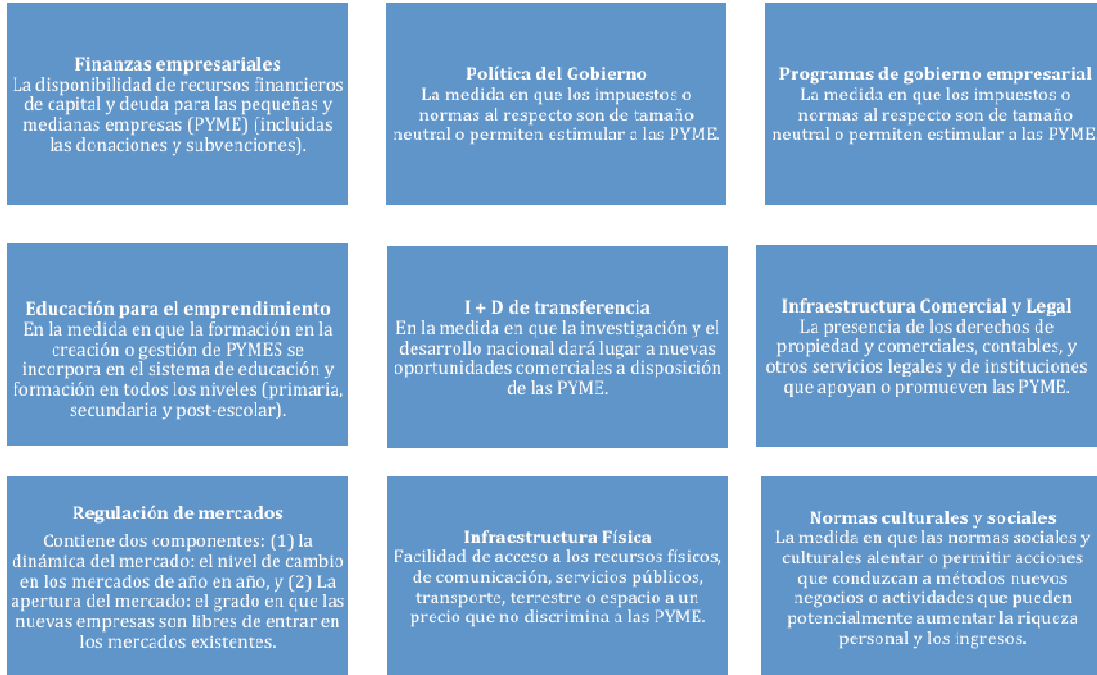 Finanzas empresariales
La disponibilidad de recursos financieros
de capital y deuda para las pequeñas y
medianas empresas (PYME) (incluidas
las donaciones y subvenciones).
Política del Gobierno
La medida en que los impuestos o
normas al respecto son de tamaño
neutral o permiten estimular a las PYME.
Programas de gobierno empresarial
La medida en que los impuestos o
normas al respecto son de tamaño
neutral o permiten estimular a las PYME
Educación para el emprendimiento
En la medida en que la formación en la
creación o gestión de PYMES se
incorpora en el sistema de educación y
formación en todos los niveles (primaria,
secundaria y post-escolar).
I + D de transferencia
En la medida en que la investigación y el
desarrollo nacional dará lugar a nuevas
oportunidades comerciales a disposición
de las PYME.
Infraestructura Comercial y Legal
La presencia de los derechos de
propiedad y comerciales, contables, y
otros servicios legales y de instituciones
que apoyan o promueven las PYME.
Regulación de mercados
Contiene dos componentes: (1) la
dinámica del mercado: el nivel de cambio
en los mercados de año en año, y (2) La
apertura del mercado: el grado en que las
nuevas empresas son libres de entrar en
los mercados existentes.
Infraestructura Física
Facilidad de acceso a los recursos físicos,
de comunicación, servicios públicos,
transporte, terrestre o espacio a un
precio que no discrimina a las PYME.
Normas culturales y sociales
La medida en que las normas sociales y
culturales alentar o permitir acciones
que conduzcan a métodos nuevos
negocios o actividades que pueden
potencialmente aumentar la riqueza
personal y los ingresos.